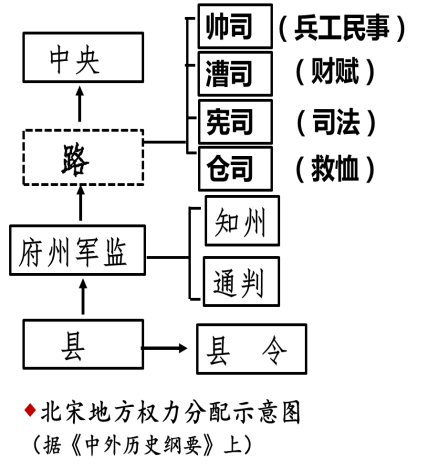 中央
帅司（兵工民事）
漕司（财赋）
路
宪司（司法）
仓司（救恤）
府州军监
知州
通判
县
县 令
北宋地方权力分配示意图
（据《中外历史纲要》上）